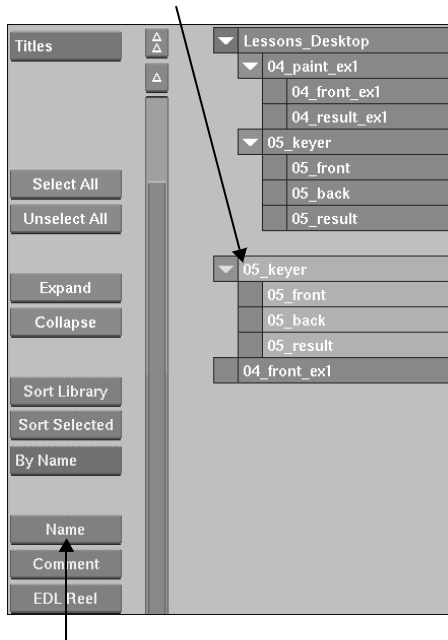 Titles
Select All
Unselect All
Expand
Collapse
Sort Library
Sort Selected
By Name
Name
Comment
EDL Reel
Lessons_Desktop
04_paint_ex1
04_front_ex1
04_result_ex1
05_keyer
05_front
05_back
05_result
05_keyer
05_front
05_back
05_result
04_front_ex1